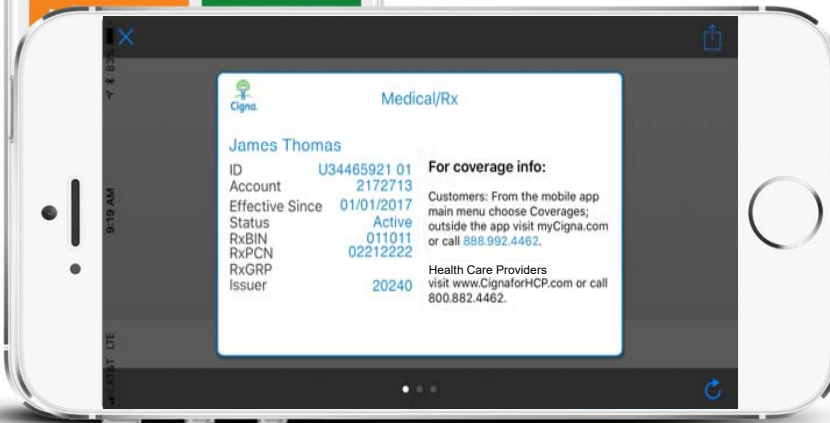 83%
9:19 AM
AT&T LTE
Cigna.
Medical/Rx
James Thomas
ID U34465921 01
Account 2172713
Effective Since 01/01/2017
Status Active
RxBIN 011011
RxPCN 02212222
RxGRP
Issuer 20240
For coverage info:
Customers: From the mobile app
main menu choose Coverages;
outside the app visit myCigna.com
or call 888.992.4462.
Health Care Providers
visit www.CignaforHCP.com or call
800.882.4462.